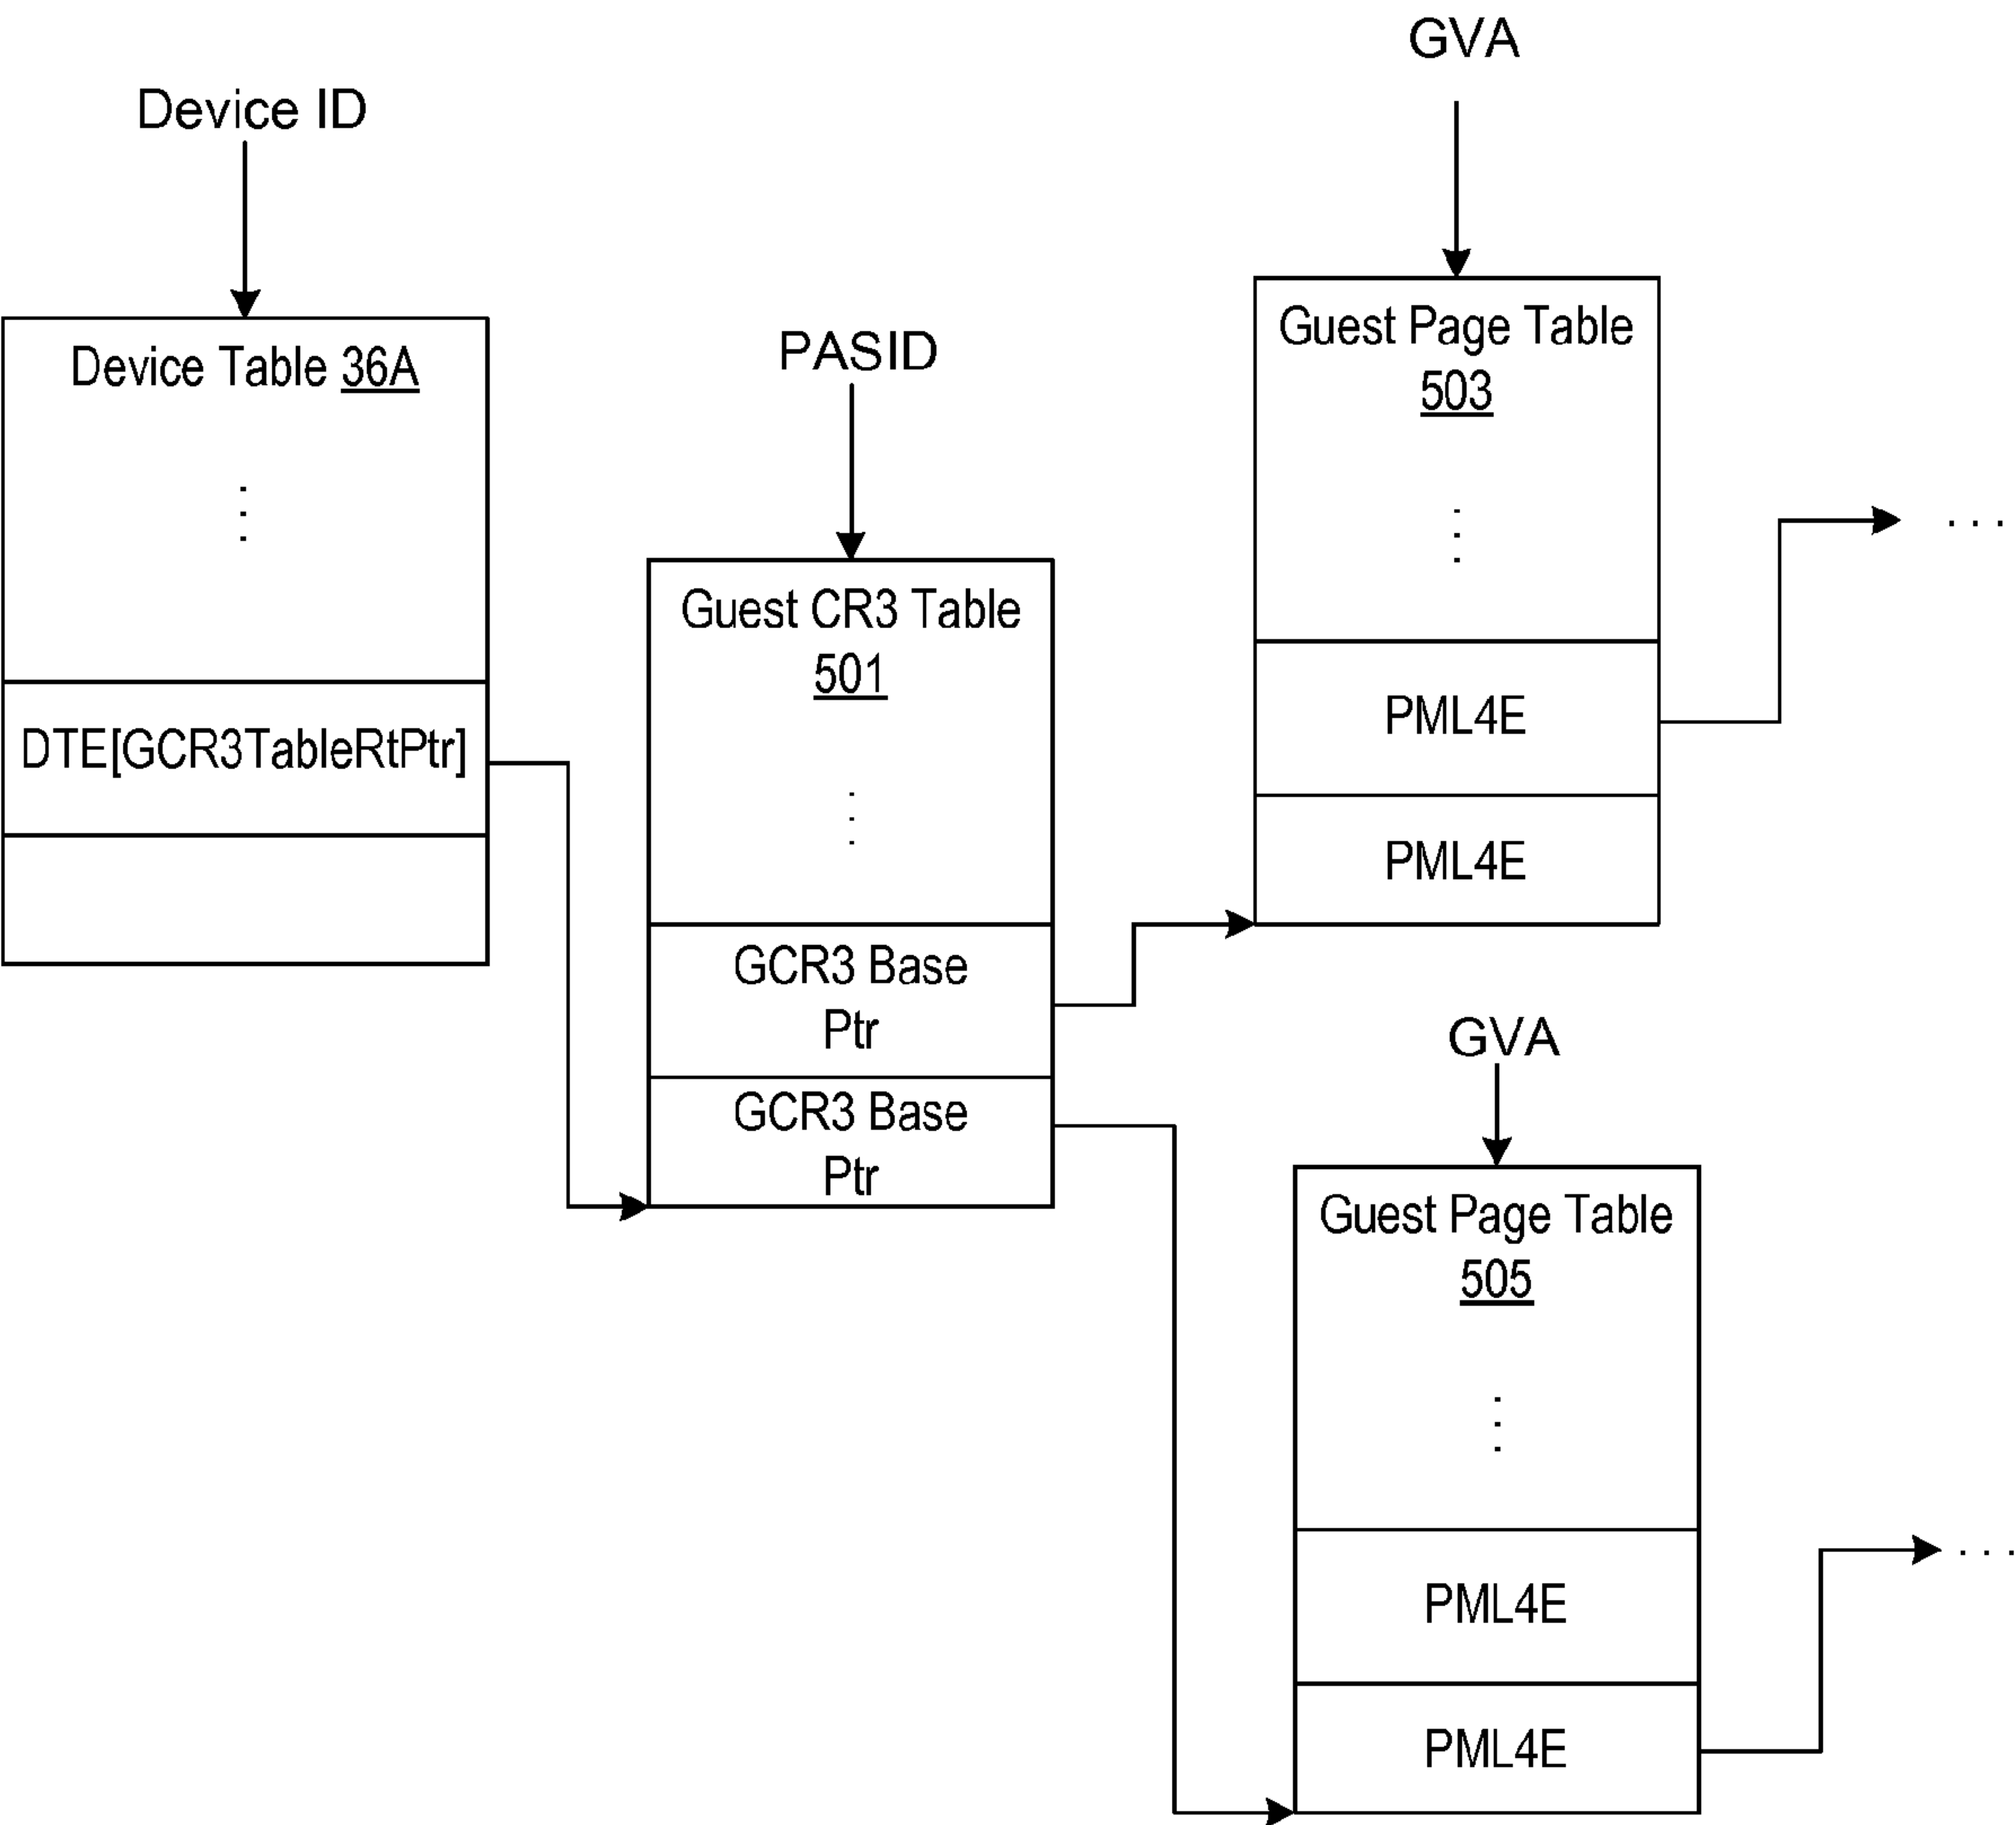 Device ID
Device Table 36A
⋮
DTE[GCR3TableRtPtr]
PASID
Guest CR3 Table
501
⋮
GCR3 Base
Ptr
GCR3 Base
Ptr
GVA
Guest Page Table
503
⋮
PML4E
PML4E
. . .
GVA
Guest Page Table
505
⋮
PML4E
PML4E
. . .